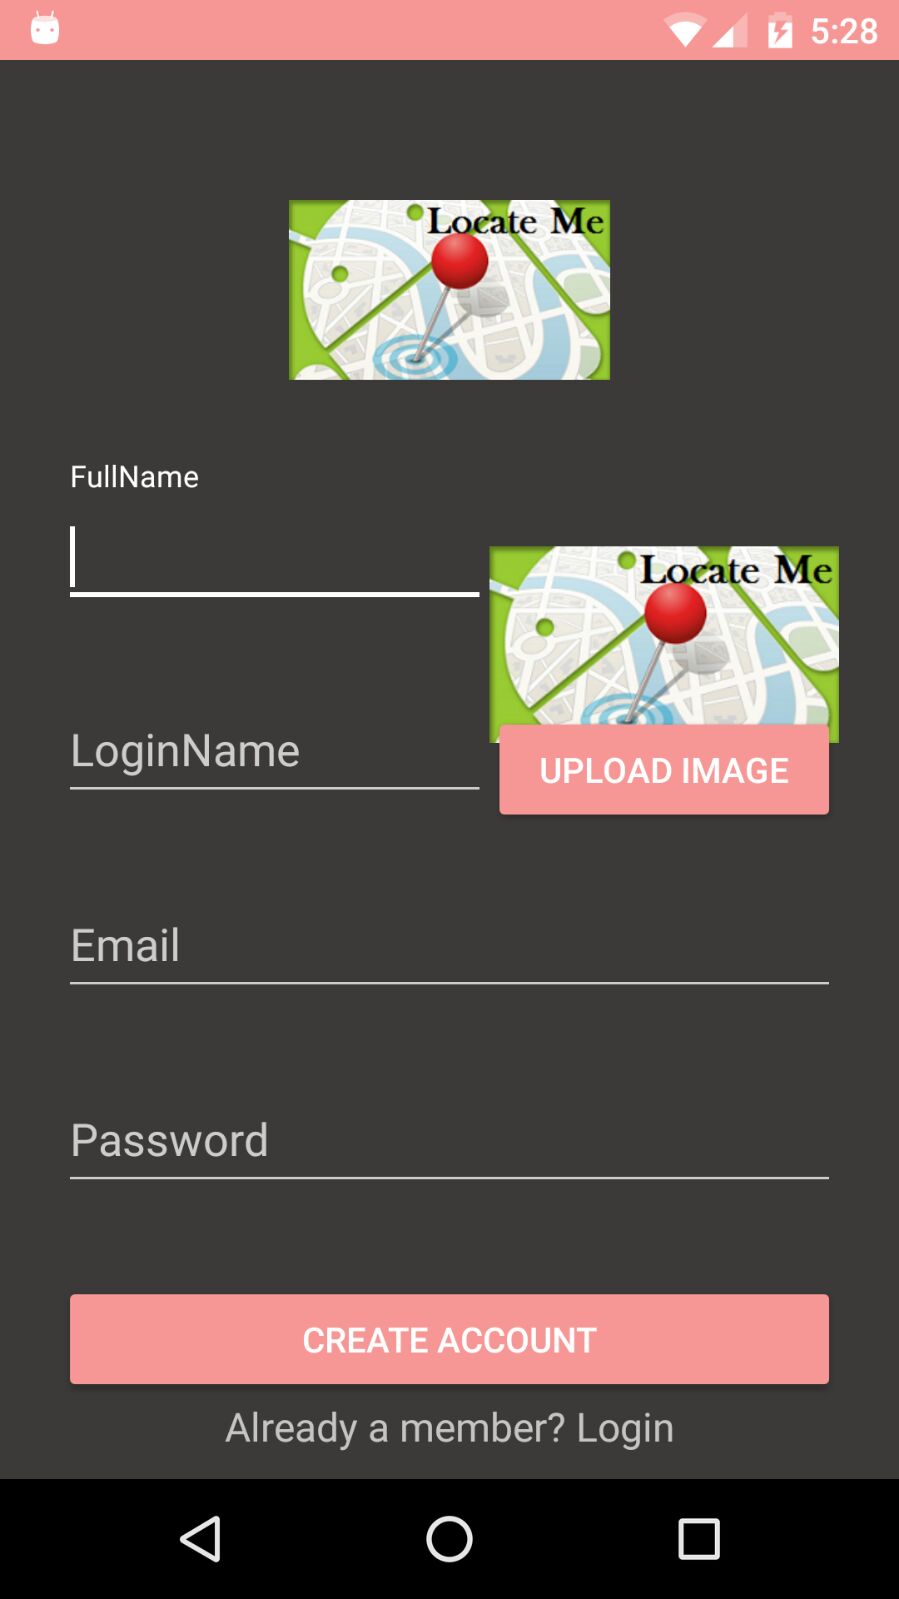 5:28
Locate Me
FullName
Locate Me
LoginName
UPLOAD IMAGE
Email
Password
CREATE ACCOUNT
Already a member? Login